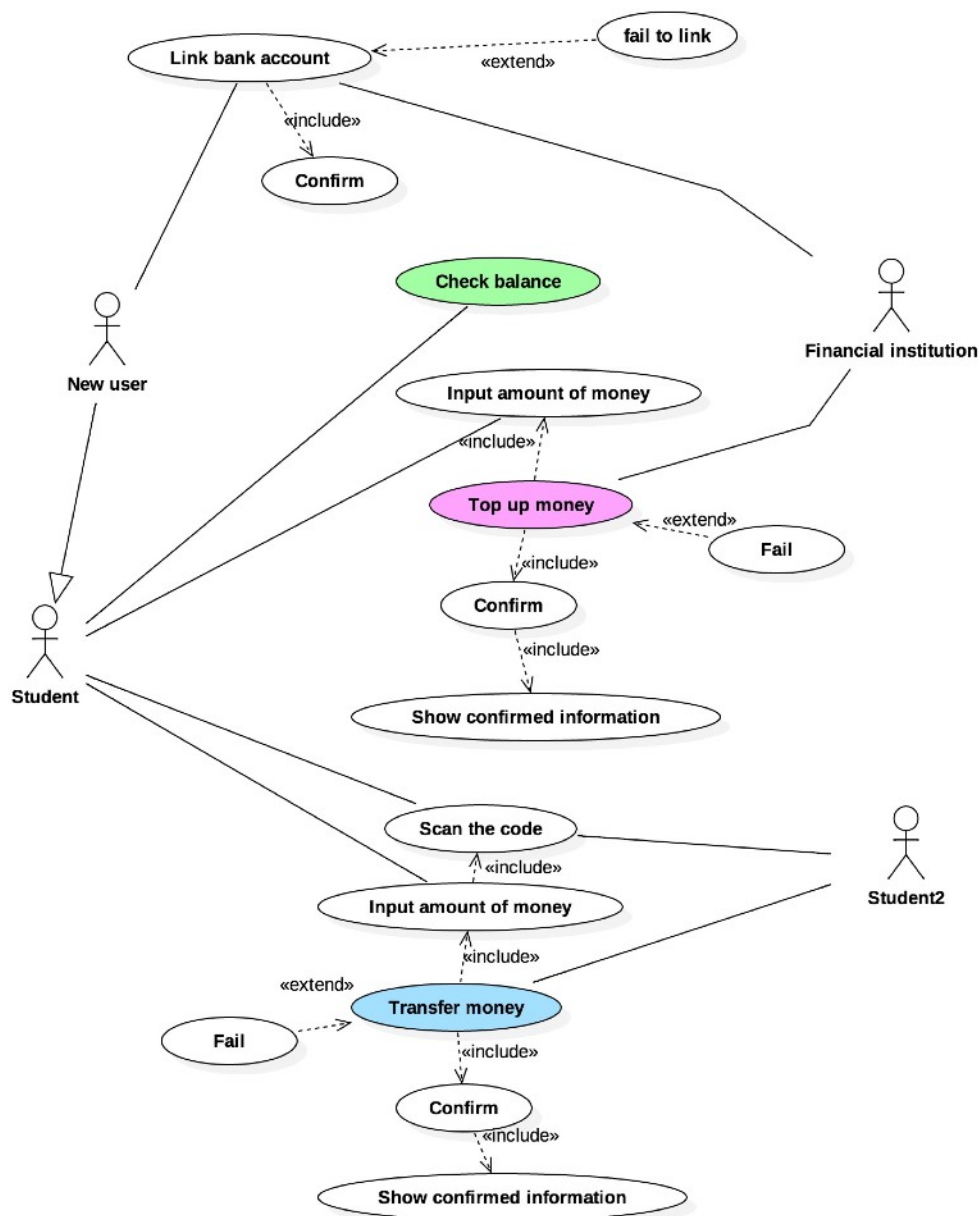 fail to link
Link bank account
«extend»
«include»
Confirm
Check balance
Financial institution
New user
Input amount of money
«include»
Top up money
«extend»
Fail
«include»
Confirm
«include»
Student
Show confirmed information
Scan the code
«include»
Student2
Input amount of money
«include»
«extend»
Transfer money
Fail
«include»
Confirm
«include»
Show confirmed information